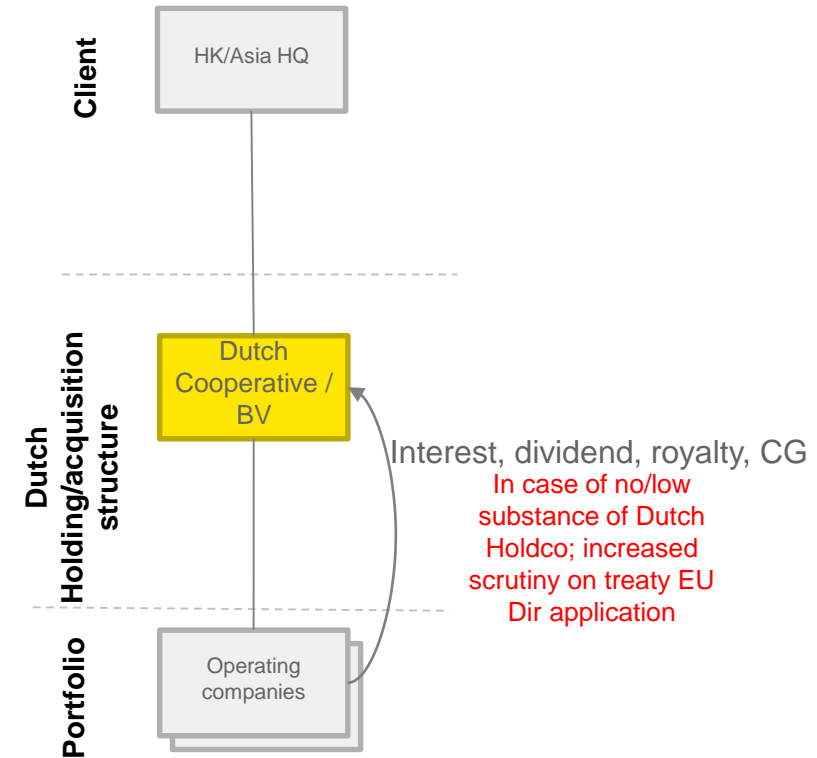 Client
HK/Asia HQ
Dutch
Holding/acquisition
structure
Dutch
Cooperative /
BV
Interest, dividend, royalty, CG
In case of no/low
substance of Dutch
Holdco; increased
scrutiny on treaty EU
Dir application
Portfolio
Operating
companies